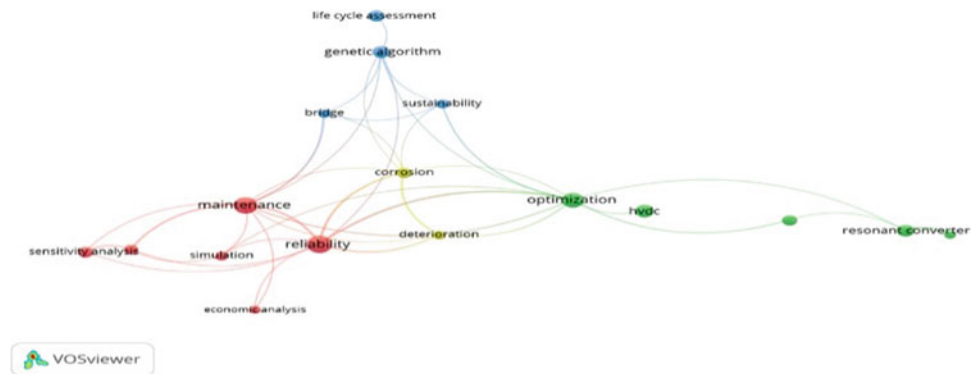 life cycle assessment
genetic algorithm
bridge
sustainability
corrosion
maintenance
optimization
hvdc
resonant converter
sensitivity analysis
simulation
reliability
deterioration
economic analysis
VOSviewer